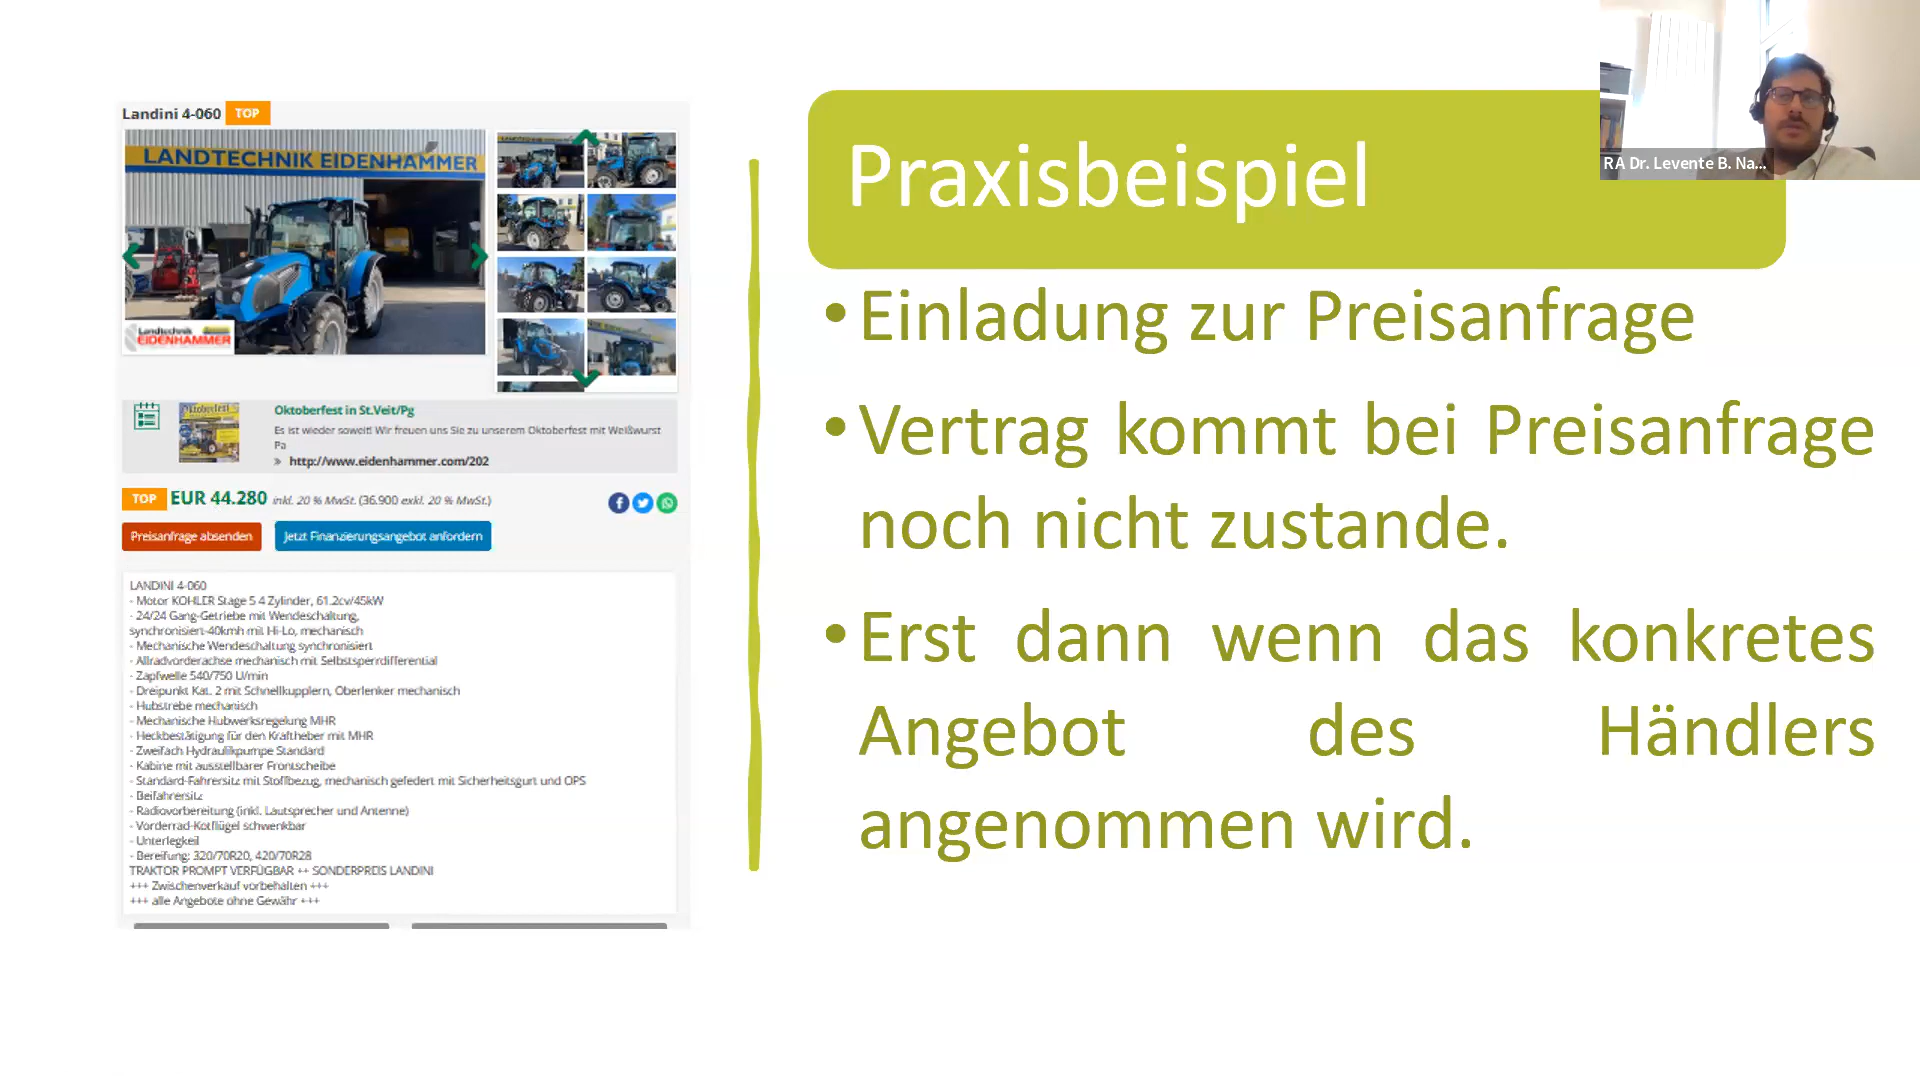 Landini 4-060 TOP
LANDTECHNIK EIDENHAMMER
Landtechnik
EIDENHAMMER
Oktoberfest in St.Veit/Pg
Es ist wieder soweit! Wir freuen uns Sie zu unserem Oktoberfest mit Weißwurst
Pa
» http://www.eidenhammer.com/202
TOP EUR 44.280 inkl. 20 % MwSt. (36.900 exkl. 20 % MwSt.)
Preisanfrage absenden Jetzt Finanzierungsangebot anfordern
LANDINI 4-060
- Motor KOHLER Stage 5 4 Zylinder, 61.2cv/45kW
- 24/24 Gang-Getriebe mit Wendeschaltung,
synchronisiert-40kmh mit Hi-Lo, mechanisch
- Mechanische Wendeschaltung synchronisiert
- Allradvorderachse mechanisch mit Selbstsperrdifferential
- Zapfwelle 540/750 U/min
- Dreipunkt Kat. 2 mit Schnellkupplern, Oberlenker mechanisch
- Hubstrebe mechanisch
- Mechanische Hubwerksregelung MHR
- Heckbestätigung für den Kraftheber mit MHR
- Zweifach Hydraulikpumpe Standard
- Kabine mit ausstellbarer Frontscheibe
- Standard-Fahrersitz mit Stoffbezug, mechanisch gefedert mit Sicherheitsgurt und OPS
- Beifahrersitz
- Radiovorbereitung (inkl. Lautsprecher und Antenne)
- Vorderrad-Kotflügel schwenkbar
- Unterlegkeil
- Bereifung: 320/70R20, 420/70R28
TRAKTOR PROMPT VERFÜGBAR ++ SONDERPREIS LANDINI
+++ Zwischenverkauf vorbehalten +++
+++ alle Angebote ohne Gewähr +++
Praxisbeispiel
•Einladung zur Preisanfrage
•Vertrag kommt bei Preisanfrage
noch nicht zustande.
•Erst dann wenn das konkretes
Angebot des Händlers
angenommen wird.
RA Dr. Levente B. Na...